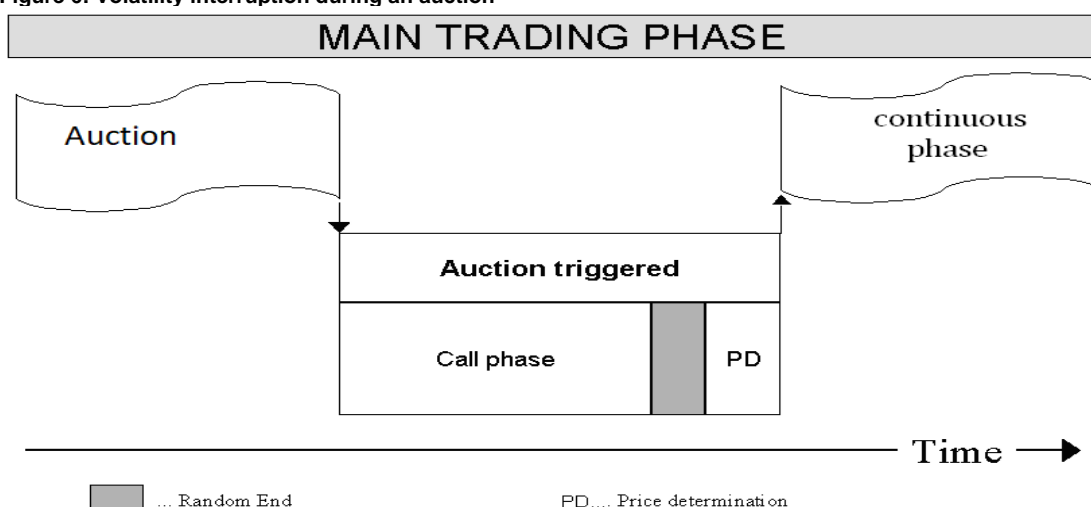 Figure 6. Volatility interruption during an auction
MAIN TRADING PHASE
Auction
continuous
phase
Auction triggered
Call phase
PD
Time
... Random End
PD.... Price determination